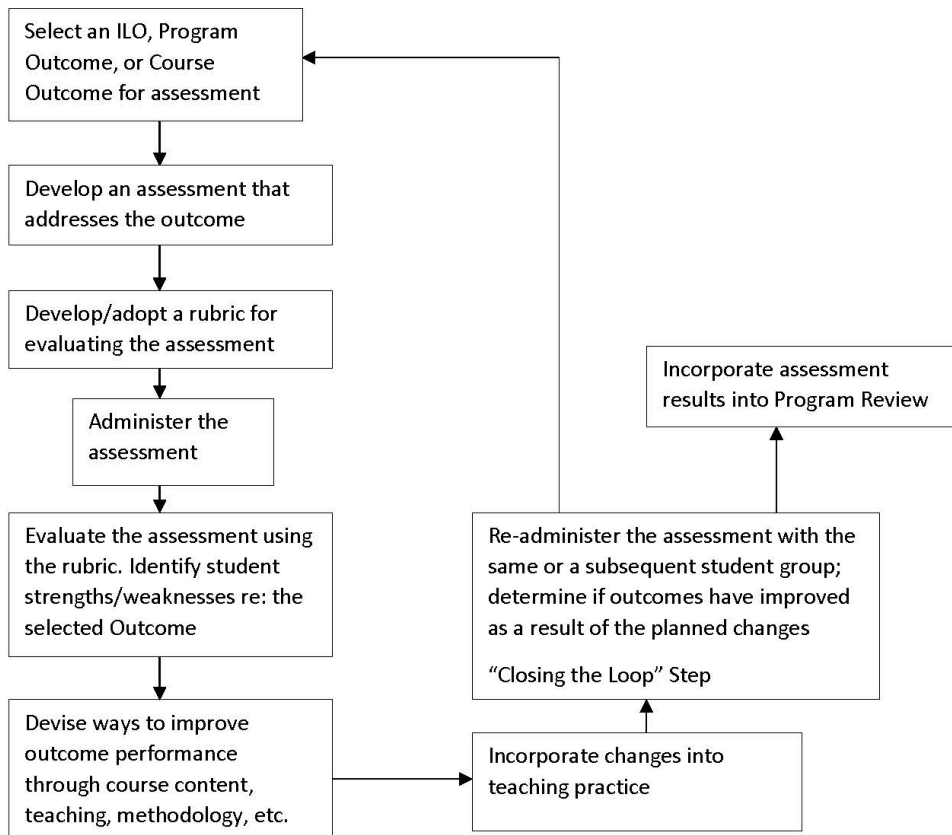 Select an ILO, Program
Outcome, or Course
Outcome for assessment
Develop an assessment that
addresses the outcome
Develop/adopt a rubric for
evaluating the assessment
Administer the
assessment
Evaluate the assessment using
the rubric. Identify student
strengths/weaknesses re: the
selected Outcome
Devise ways to improve
outcome performance
through course content,
teaching, methodology, etc.
Incorporate changes into
teaching practice
Re-administer the assessment with the
same or a subsequent student group;
determine if outcomes have improved
as a result of the planned changes
“Closing the Loop” Step
Incorporate assessment
results into Program Review